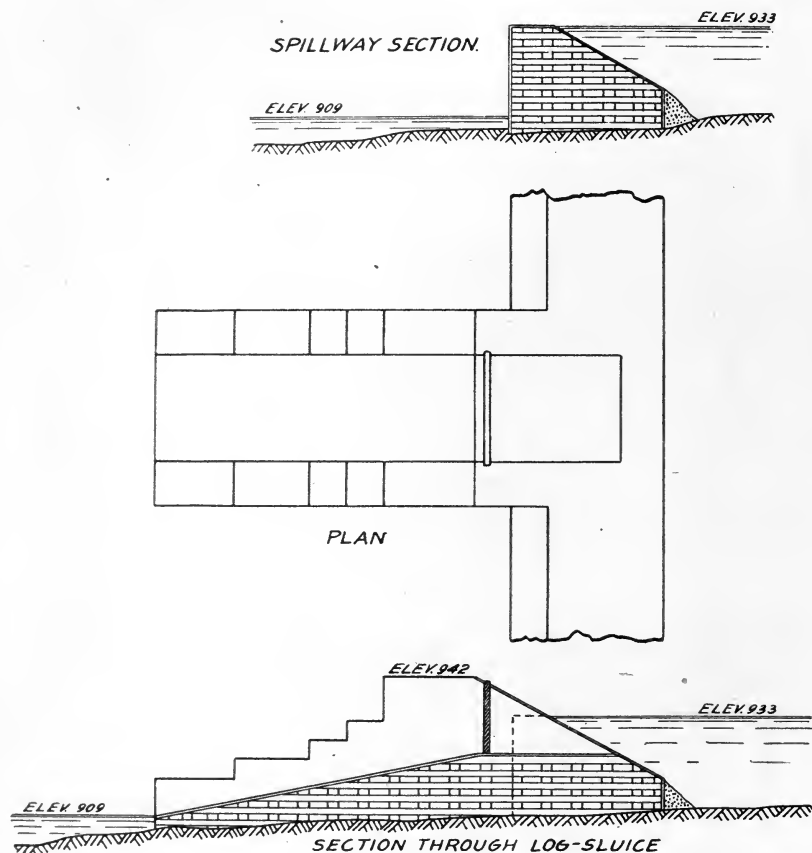 ELEV. 933
SPILLWAY SECTION.
ELEV. 909
PLAN
ELEV. 942
ELEV. 933
ELEV. 909
SECTION THROUGH LOG-SLUICE